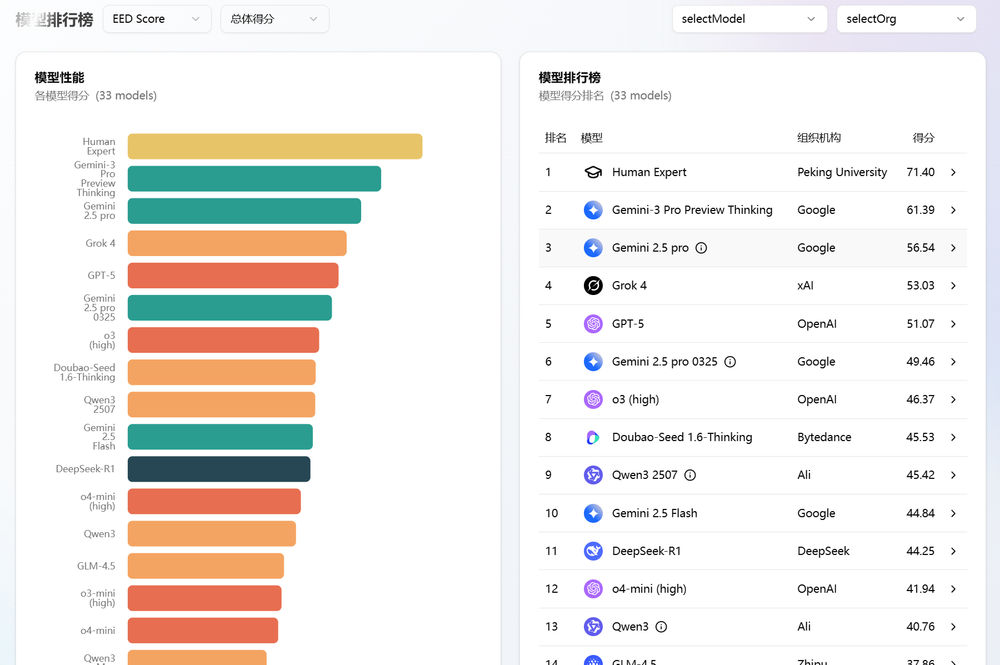 模型排行榜
EED Score
总体得分
selectModel
selectOrg
模型性能
各模型得分 (33 models)
Human
Expert
Gemini-3
Pro
Preview
Thinking
Gemini
2.5 pro
Grok 4
GPT-5
Gemini
2.5 pro
0325
o3
(high)
Doubao-Seed
1.6-Thinking
Qwen3
2507
Gemini
2.5
Flash
DeepSeek-R1
o4-mini
(high)
Qwen3
GLM-4.5
o3-mini
(high)
o4-mini
Qwen3
模型排行榜
模型得分排名 (33 models)
排名 模型 组织机构 得分
1 Human Expert Peking University 71.40
2 Gemini-3 Pro Preview Thinking Google 61.39
3 Gemini 2.5 pro Google 56.54
4 Grok 4 xAI 53.03
5 GPT-5 OpenAI 51.07
6 Gemini 2.5 pro 0325 Google 49.46
7 o3 (high) OpenAI 46.37
8 Doubao-Seed 1.6-Thinking Bytedance 45.53
9 Qwen3 2507 Ali 45.42
10 Gemini 2.5 Flash Google 44.84
11 DeepSeek-R1 DeepSeek 44.25
12 o4-mini (high) OpenAI 41.94
13 Qwen3 Ali 40.76
14 GLM-4.5 Zhipu 37.86